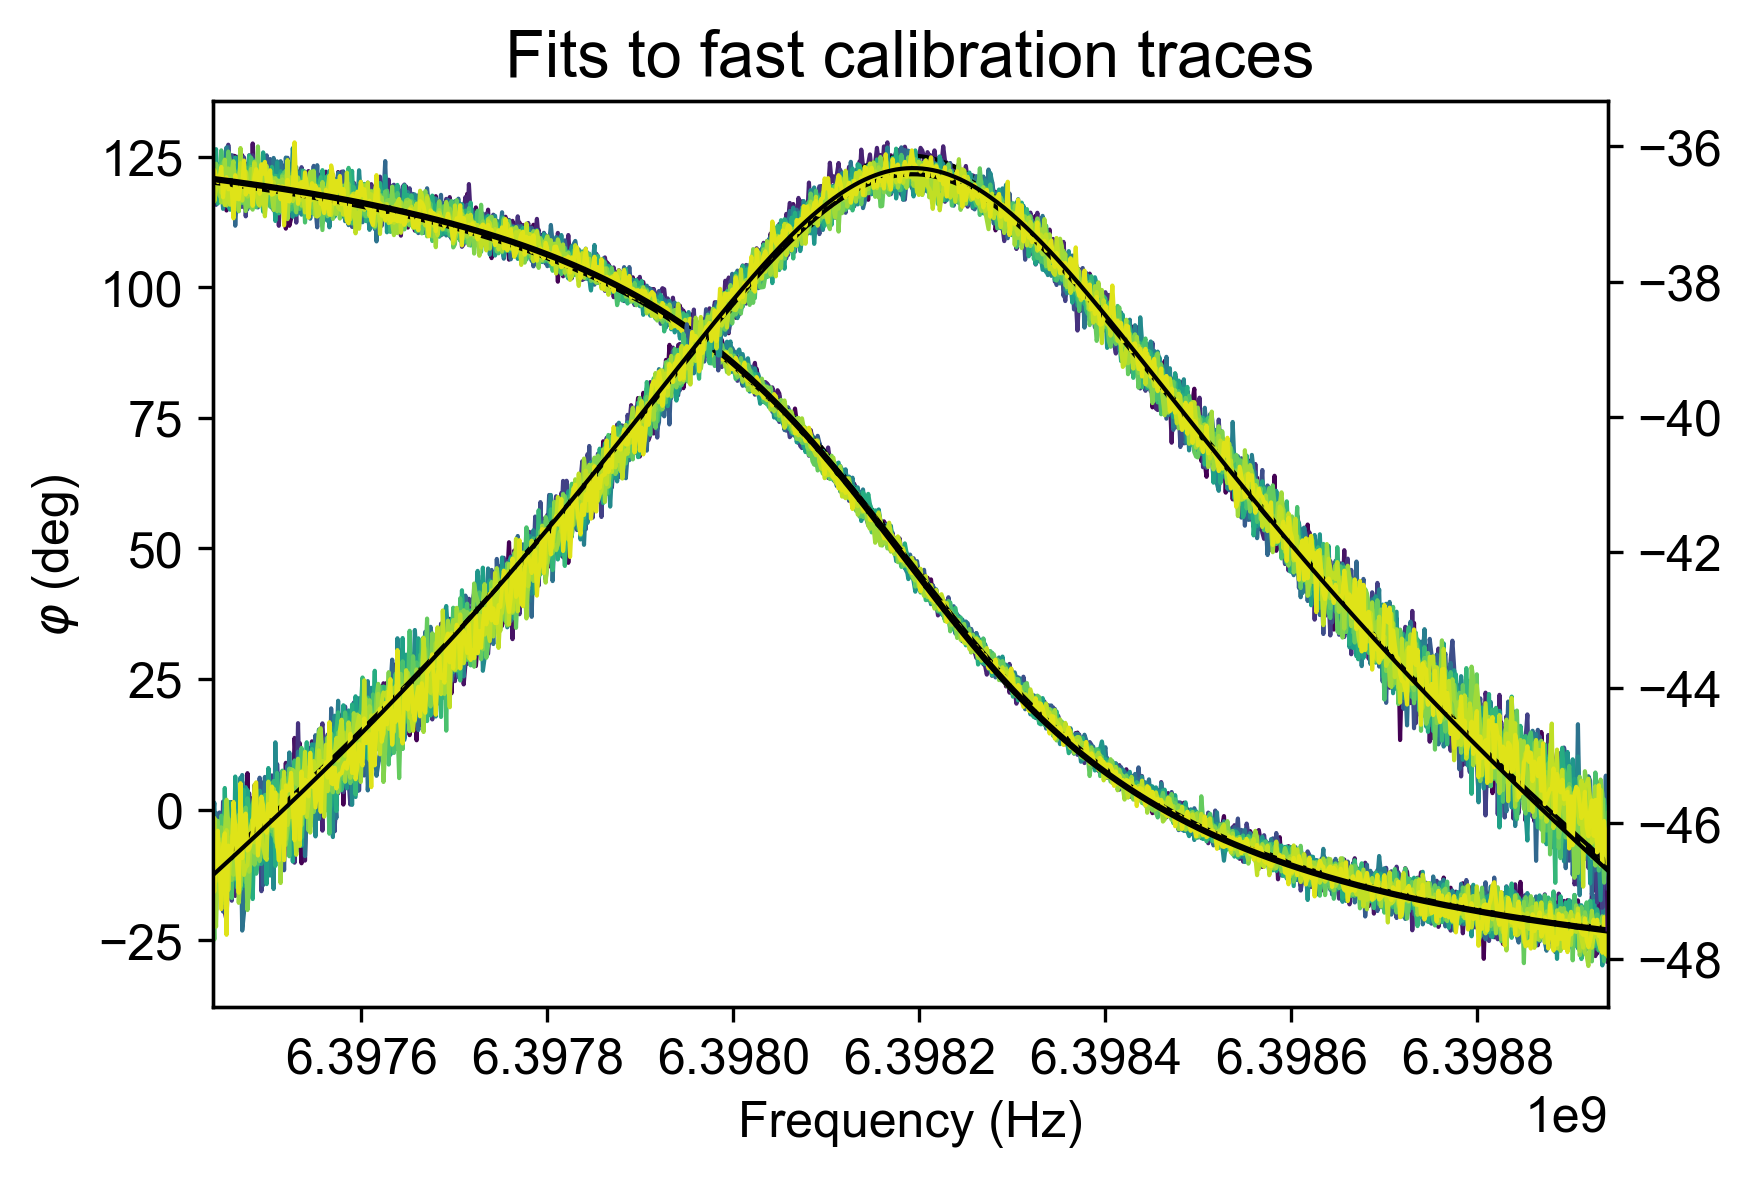 Fits to fast calibration traces
125
100
75
50
25
0
−25
φ (deg)
−36
−38
−40
−42
−44
−46
−48
6.3976 6.3978 6.3980 6.3982 6.3984 6.3986 6.3988
1e9
Frequency (Hz)